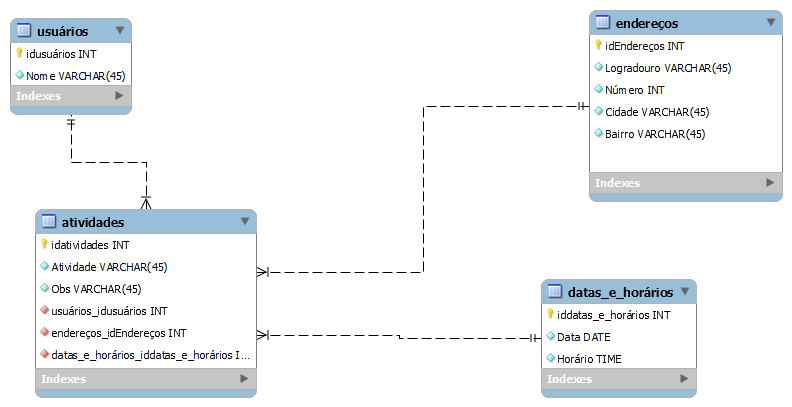 usuários
idusuários INT
Nome VARCHAR(45)
Indexes
endereços
idEndereços INT
Logradouro VARCHAR(45)
Número INT
Cidade VARCHAR(45)
Bairro VARCHAR(45)
Indexes
atividades
idatividades INT
Atividade VARCHAR(45)
Obs VARCHAR(45)
usuários_idusuários INT
endereços_idEndereços INT
datas_e_horários_iddatas_e_horários I...
Indexes
datas_e_horários
iddatas_e_horários INT
Data DATE
Horário TIME
Indexes